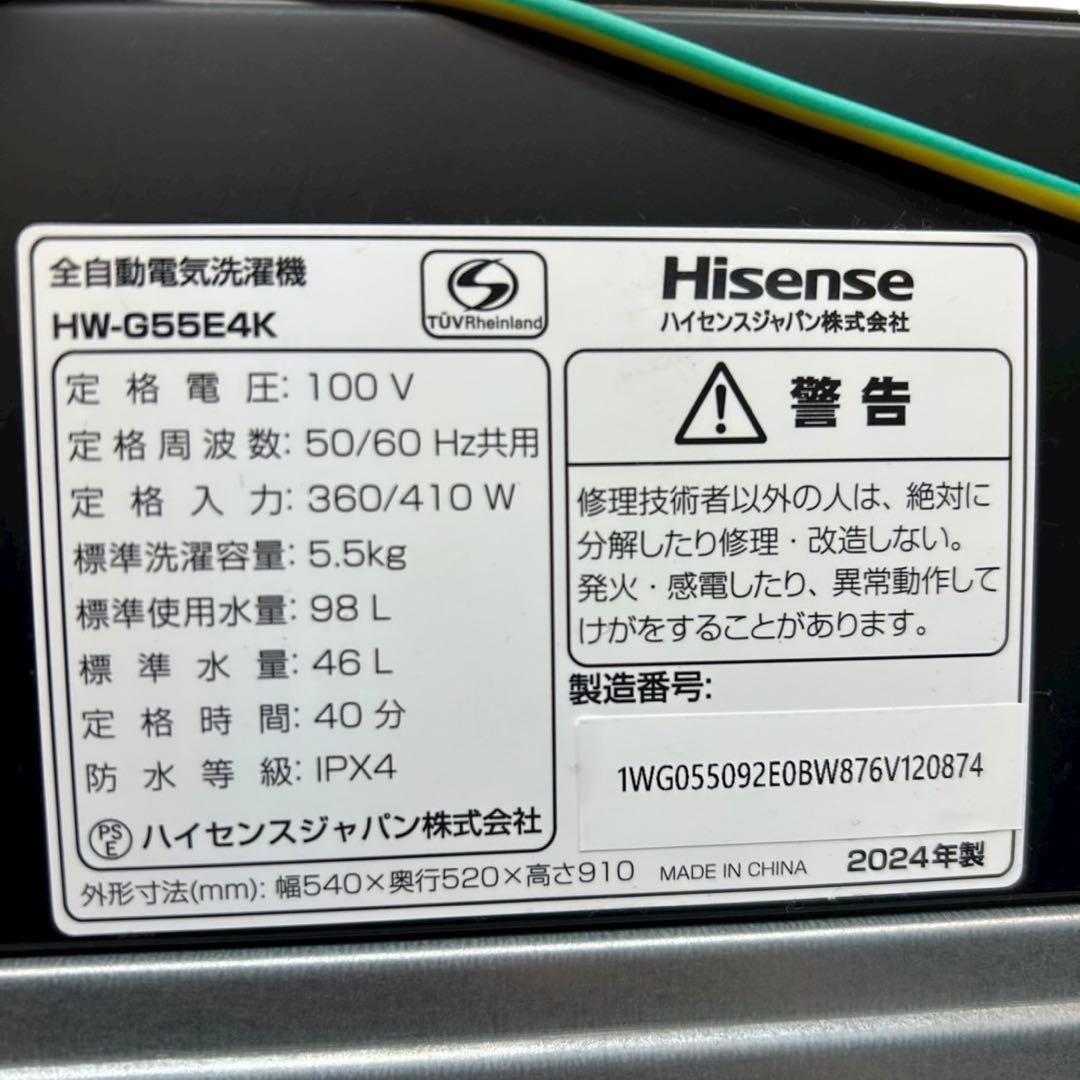 全自動電気洗濯機
HW-G55E4K
TÜVRheinland
Hisense
ハイセンスジャパン株式会社
定格電圧: 100 V
定格周波数: 50/60 Hz共用
定格入力: 360/410 W
標準洗濯容量: 5.5kg
標準使用水量: 98 L
標準水量: 46 L
定格時間: 40 分
防水等級: IPX4
PSE ハイセンスジャパン株式会社
警告
修理技術者以外の人は、絶対に
分解したり修理・改造しない。
発火・感電したり、異常動作して
けがをすることがあります。
製造番号:
1WG055092E0BW876V120874
外形寸法(mm): 幅540×奥行520×高さ910
MADE IN CHINA
2024年製